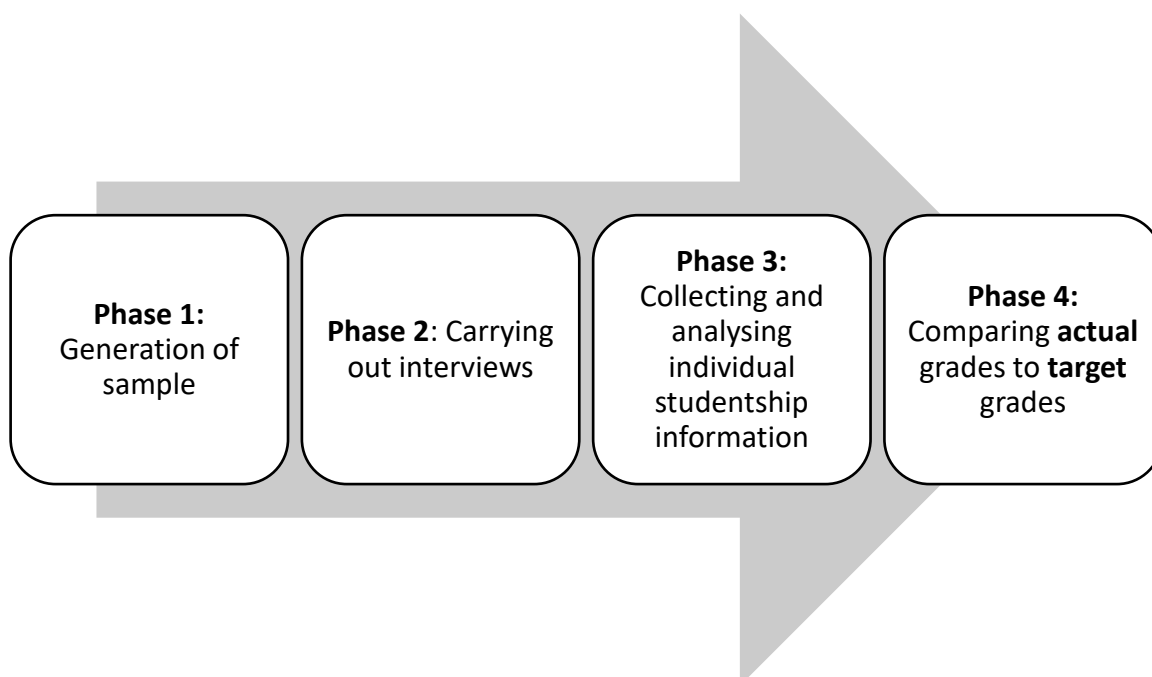 Phase 1:
Generation of
sample
Phase 2: Carrying
out interviews
Phase 3:
Collecting and
analysing
individual
studentship
information
Phase 4:
Comparing actual
grades to target
grades